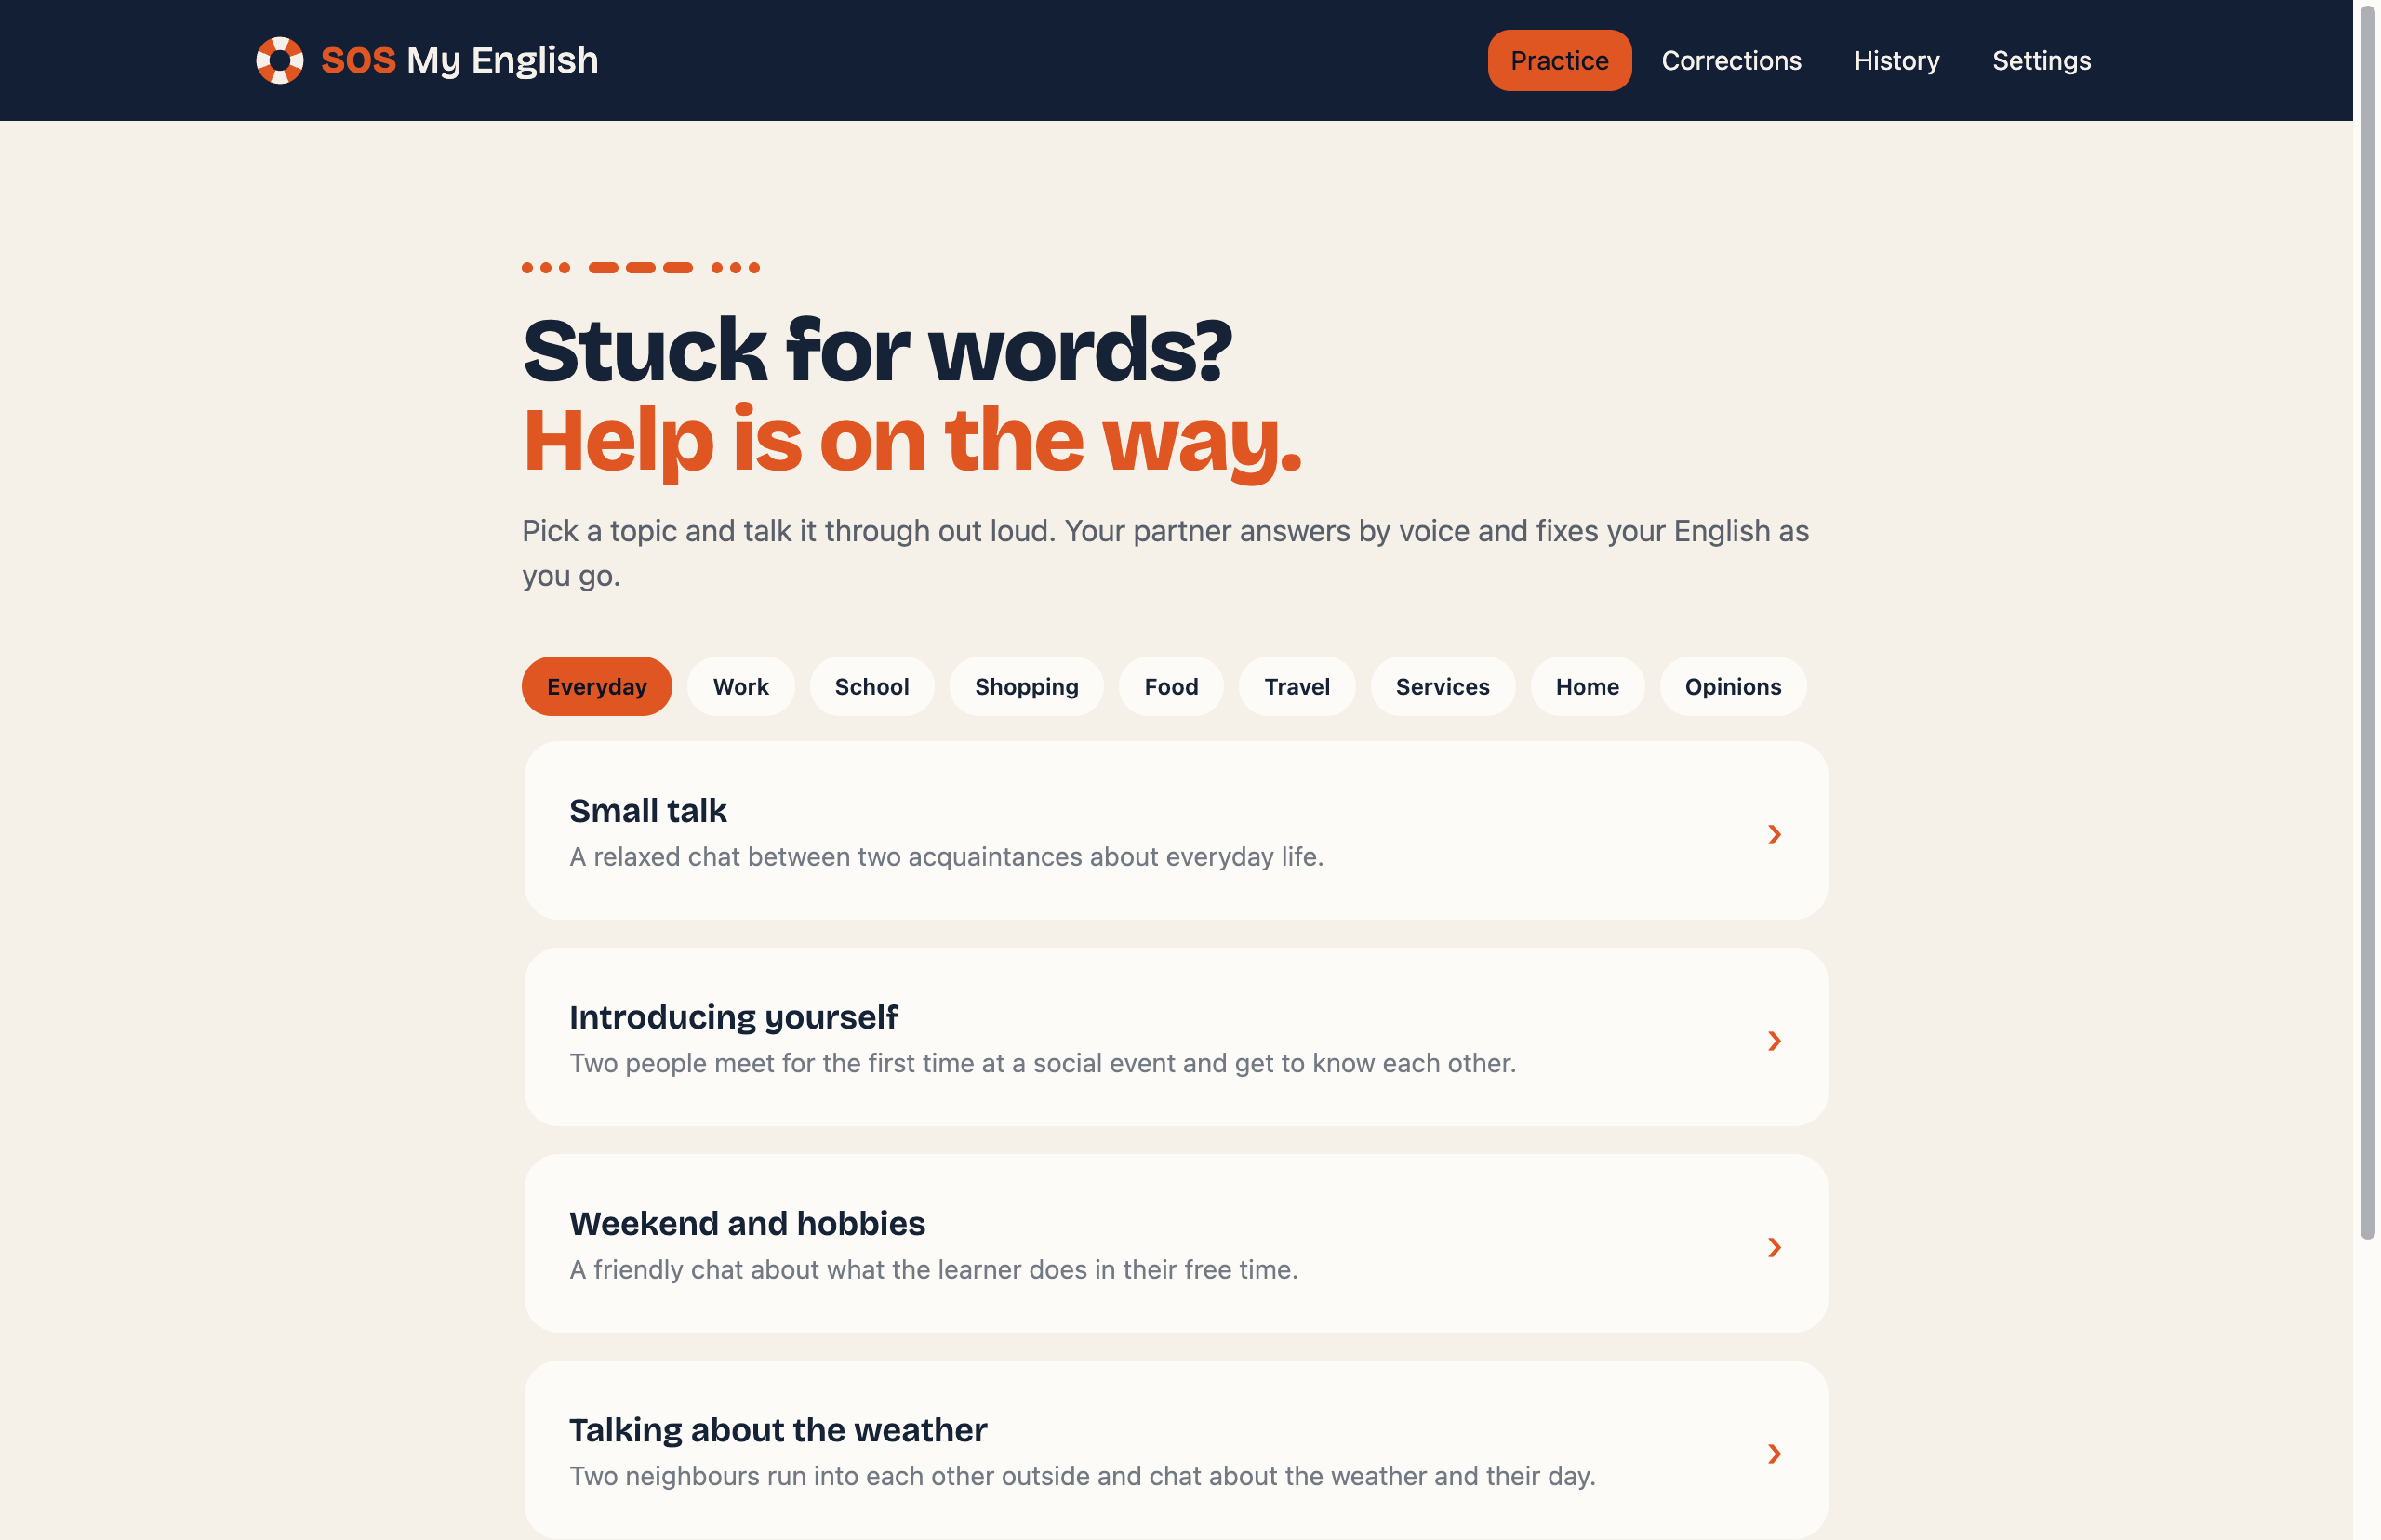 SOS My English
Practice
Corrections
History
Settings
Stuck for words?
Help is on the way.
Pick a topic and talk it through out loud. Your partner answers by voice and fixes your English as
you go.
Everyday
Work
School
Shopping
Food
Travel
Services
Home
Opinions
Small talk
A relaxed chat between two acquaintances about everyday life.
Introducing yourself
Two people meet for the first time at a social event and get to know each other.
Weekend and hobbies
A friendly chat about what the learner does in their free time.
Talking about the weather
Two neighbours run into each other outside and chat about the weather and their day.